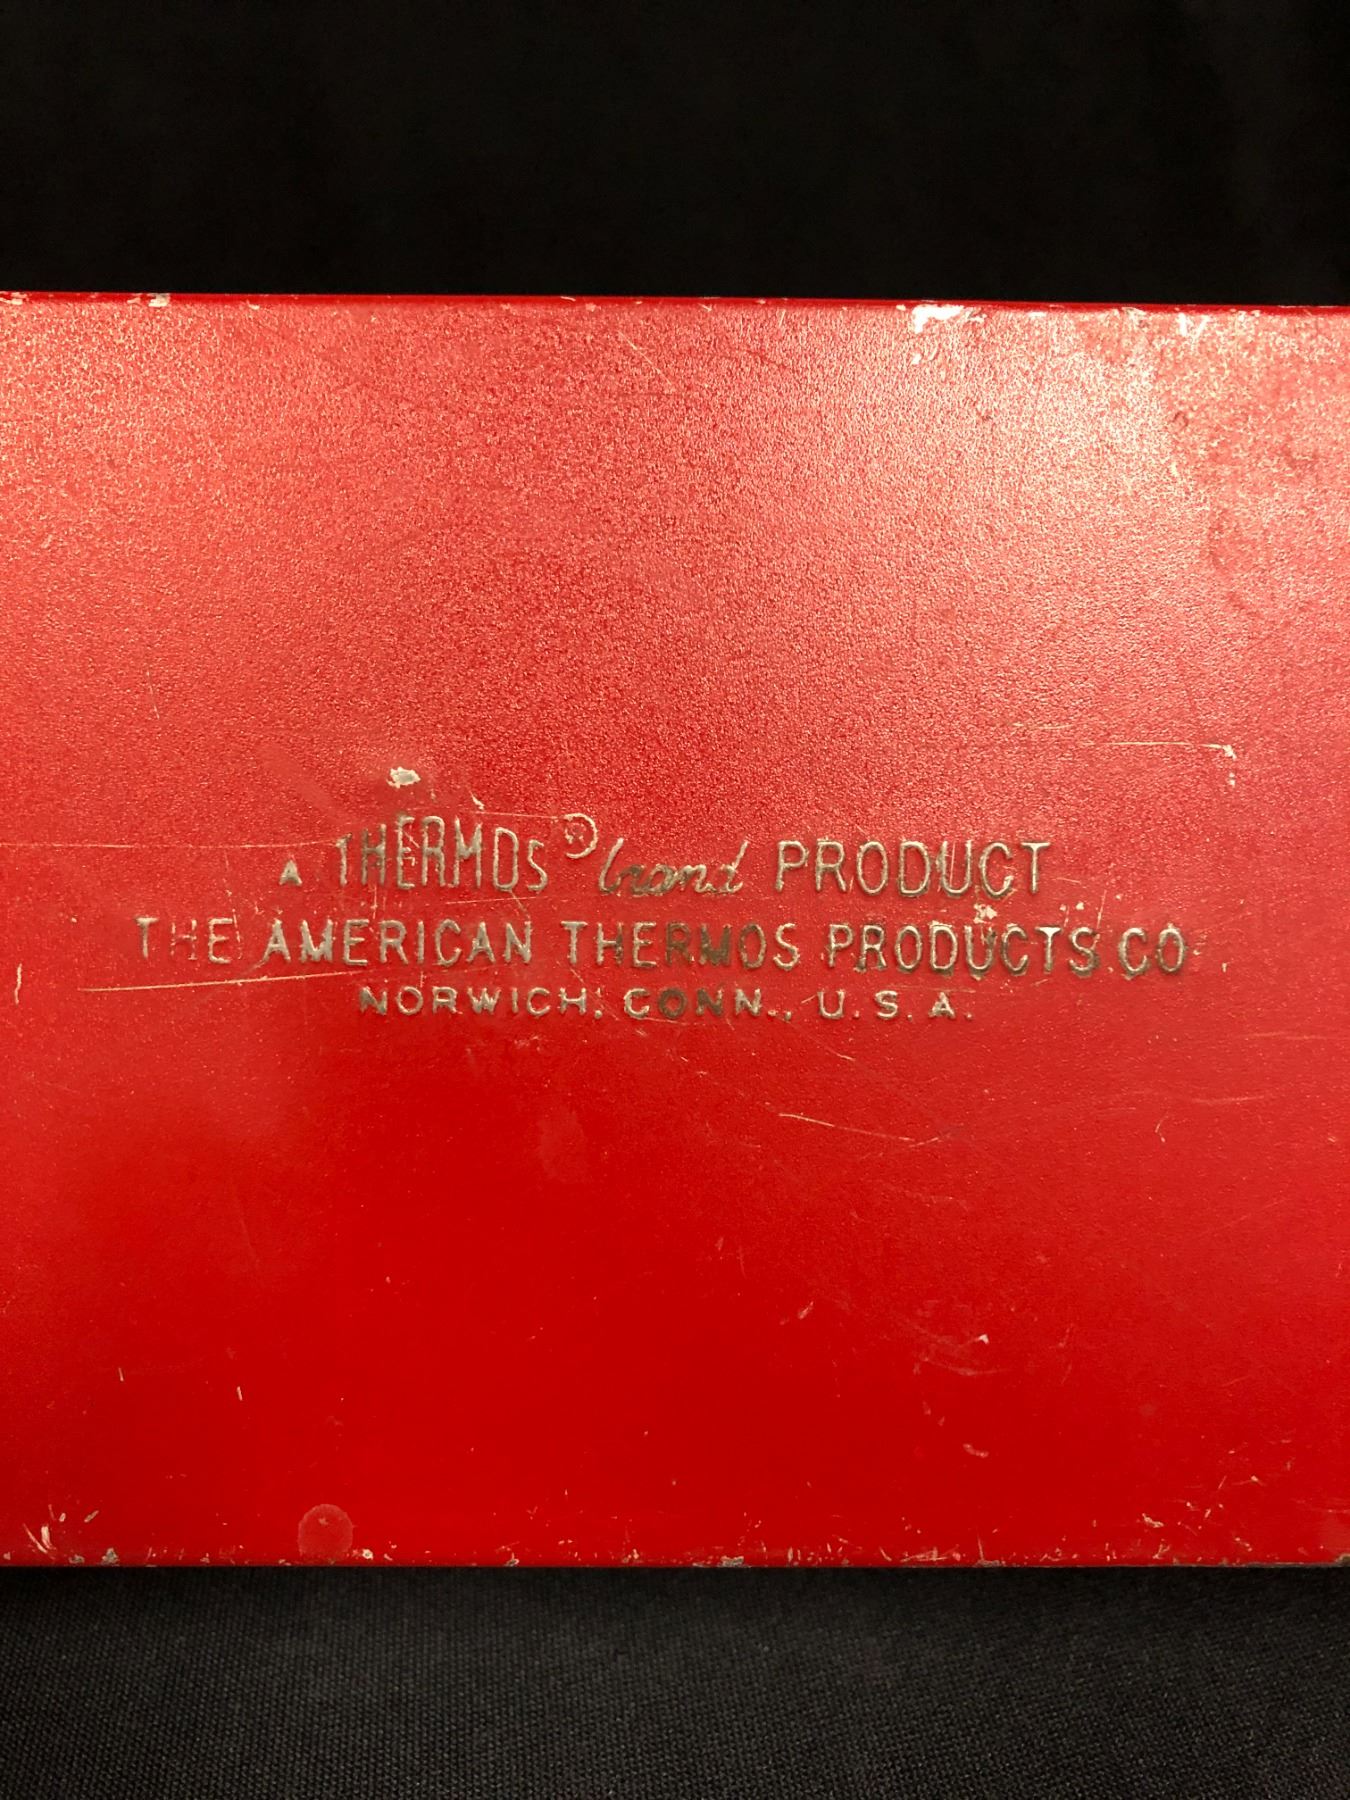 A THERMOS® brand PRODUCT
THE AMERICAN THERMOS PRODUCTS CO
NORWICH, CONN., U.S.A.